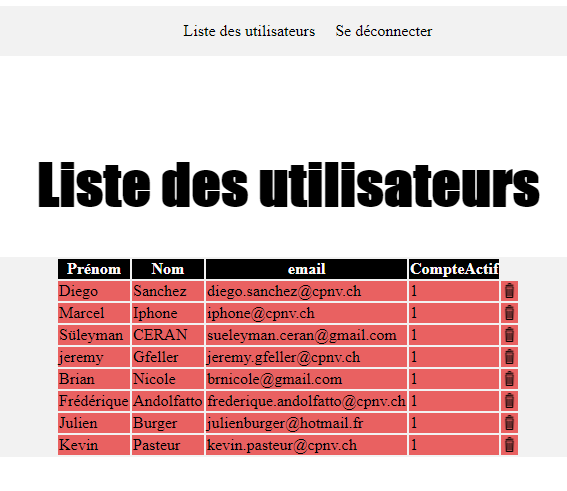 Liste des utilisateurs Se déconnecter
Liste des utilisateurs
Prénom Nom email CompteActif
Diego Sanchez diego.sanchez@cpnv.ch 1
Marcel Iphone iphone@cpnv.ch 1
Süleyman CERAN sueleyman.ceran@gmail.com 1
jeremy Gfeller jeremy.gfeller@cpnv.ch 1
Brian Nicole brnicole@gmail.com 1
Frédérique Andolfatto frederique.andolfatto@cpnv.ch 1
Julien Burger julienburger@hotmail.fr 1
Kevin Pasteur kevin.pasteur@cpnv.ch 1